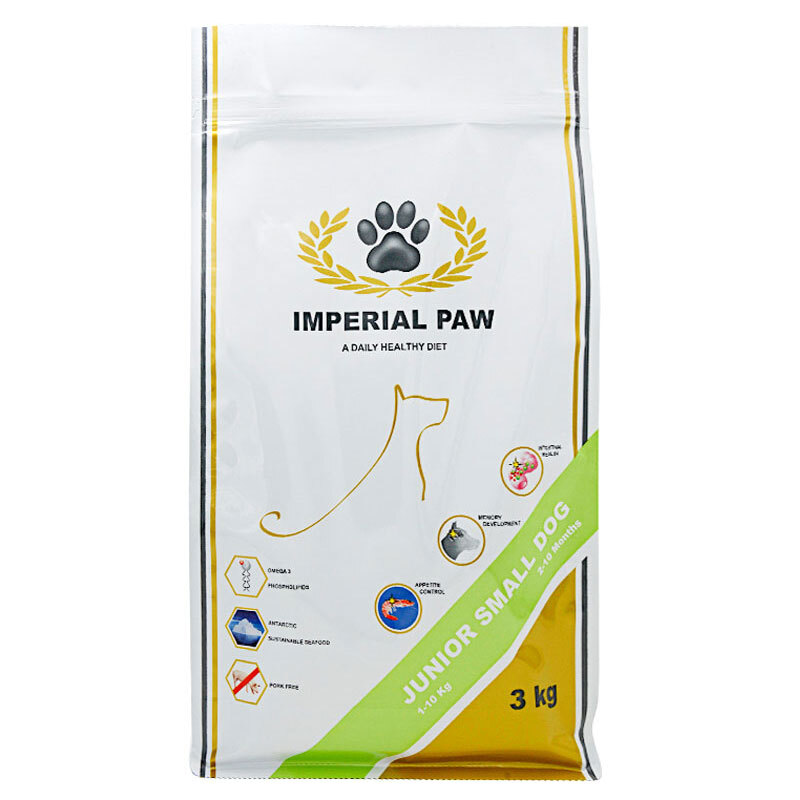 IMPERIAL PAW
A DAILY HEALTHY DIET
INTESTINAL
HEALTH
MEMORY
DEVELOPMENT
APPETITE
CONTROL
OMEGA 3
PHOSPHOLIPIDS
ANTARCTIC
SUSTAINABLE SEAFOOD
PORK FREE
JUNIOR SMALL DOG
1-10 Kg
2-10 Months
3 kg